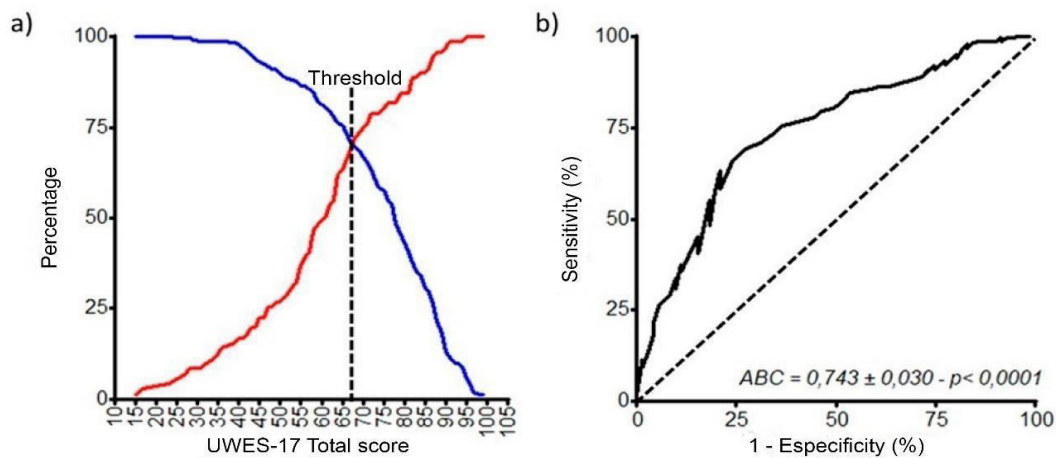 a)
100
75
50
25
0
Percentage
Threshold
10 15 20 25 30 35 40 45 50 55 60 65 70 75 80 85 90 95 100 105
UWES-17 Total score
b)
100
75
50
25
0
Sensitivity (%)
ABC = 0,743 ± 0,030 - p< 0,0001
0 25 50 75 100
1 - Especificity (%)